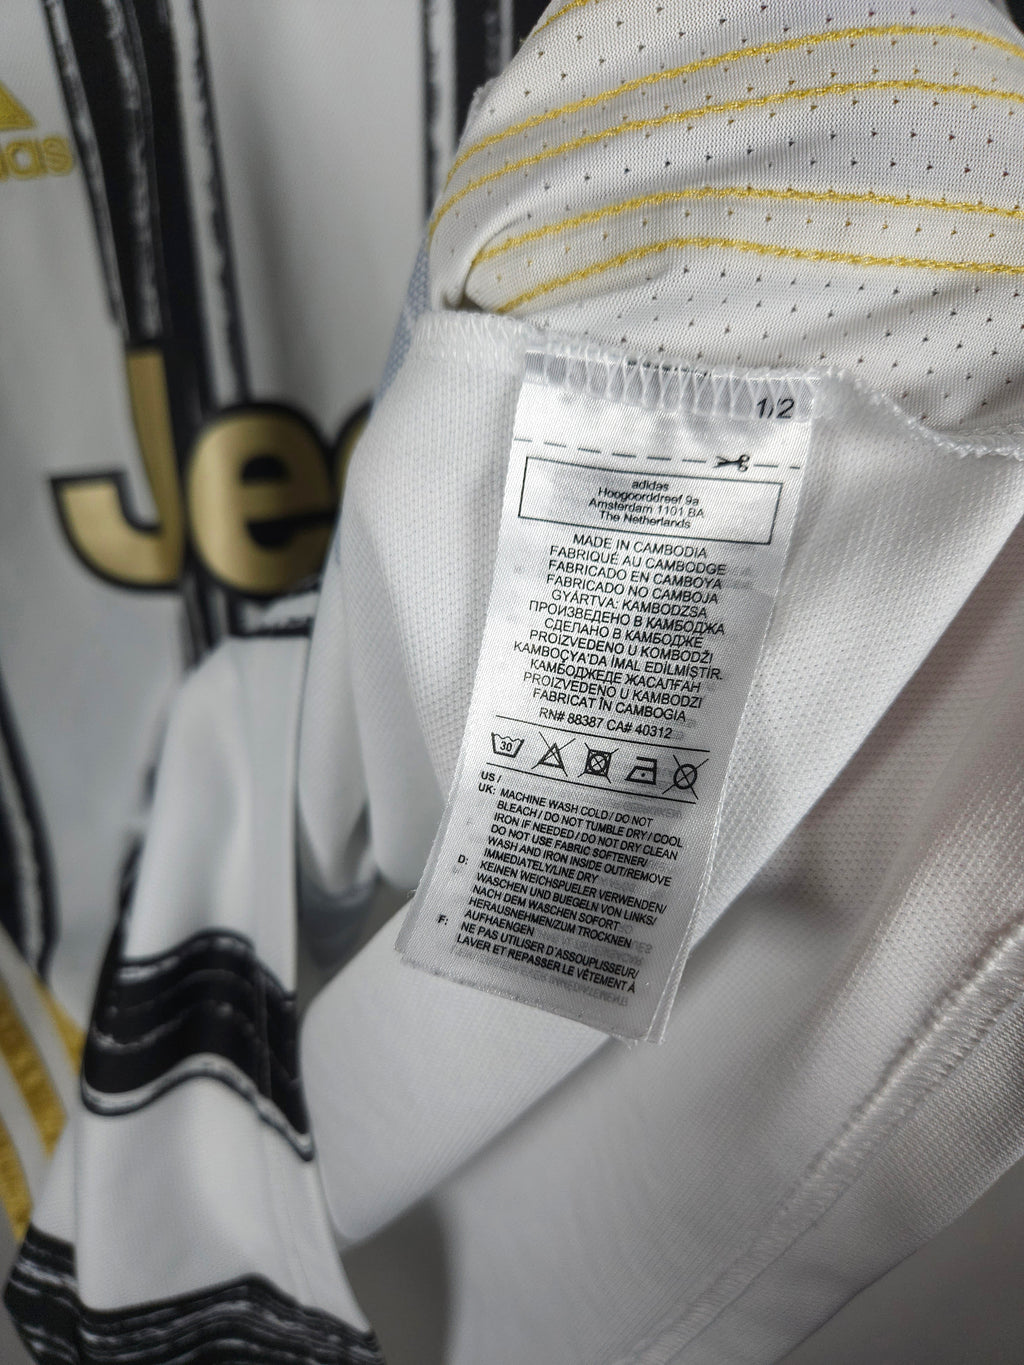 das
Jee
1/2
adidas
Hoogoorddreef 9a
Amsterdam 1101 BA
The Netherlands
MADE IN CAMBODIA
FABRIQUÉ AU CAMBODGE
FABRICADO EN CAMBOYA
FABRICADO NO CAMBOJA
GYÁRTVA: KAMBODZSA
ПРОИЗВЕДЕНО В КАМБОДЖА
СДЕЛАНО В КАМБОДЖЕ
PROIZVEDENO U KOMBODŽI
KAMBOÇYA'DA İMAL EDİLMİŞTİR.
КАМБОДЖЕДЕ ЖАСАЛҒАН
PROIZVEDENO U KAMBODZI
FABRICAT ÎN CAMBOGIA
RN# 88387 CA# 40312
30
US /
UK: MACHINE WASH COLD / DO NOT
BLEACH / DO NOT TUMBLE DRY / COOL
IRON IF NEEDED / DO NOT DRY CLEAN
DO NOT USE FABRIC SOFTENER/
WASH AND IRON INSIDE OUT/REMOVE
IMMEDIATELY/LINE DRY
D: KEINEN WEICHSPUELER VERWENDEN/
WASCHEN UND BUEGELN VON LINKS/
NACH DEM WASCHEN SOFORT
HERAUSNEHMEN/ZUM TROCKNEN
AUFHAENGEN
F: NE PAS UTILISER D'ASSOUPLISSEUR/
LAVER ET REPASSER LE VÊTEMENT À